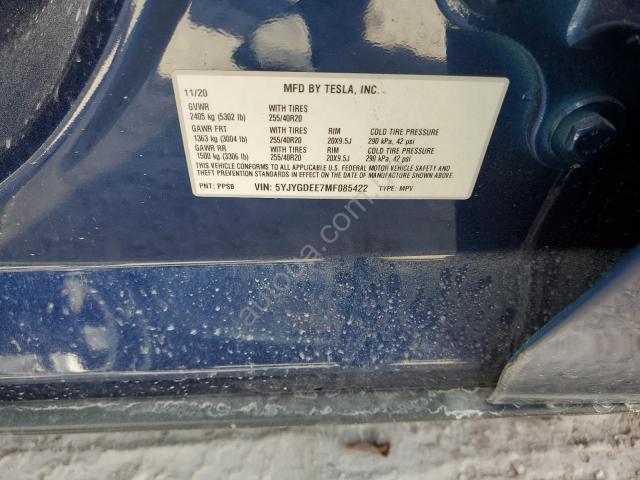 11/20 MFD BY TESLA, INC.
GVWR WITH TIRES
2405 kg (5302 lb) 255/40R20
GAWR FRT WITH TIRES RIM COLD TIRE PRESSURE
1363 kg (3004 lb) 255/40R20 20X9.5J 290 kPa, 42 psi
GAWR RR WITH TIRES RIM COLD TIRE PRESSURE
1500 kg (3306 lb) 255/40R20 20X9.5J 290 kPa, 42 psi
THIS VEHICLE CONFORMS TO ALL APPLICABLE FEDERAL MOTOR VEHICLE SAFETY AND
THEFT PREVENTION STANDARDS IN EFFECT ON THE DATE OF MANUFACTURE SHOWN ABOVE.
PNT: PPSB VIN: 5YJYGDEE7MF085422 TYPE: MPV